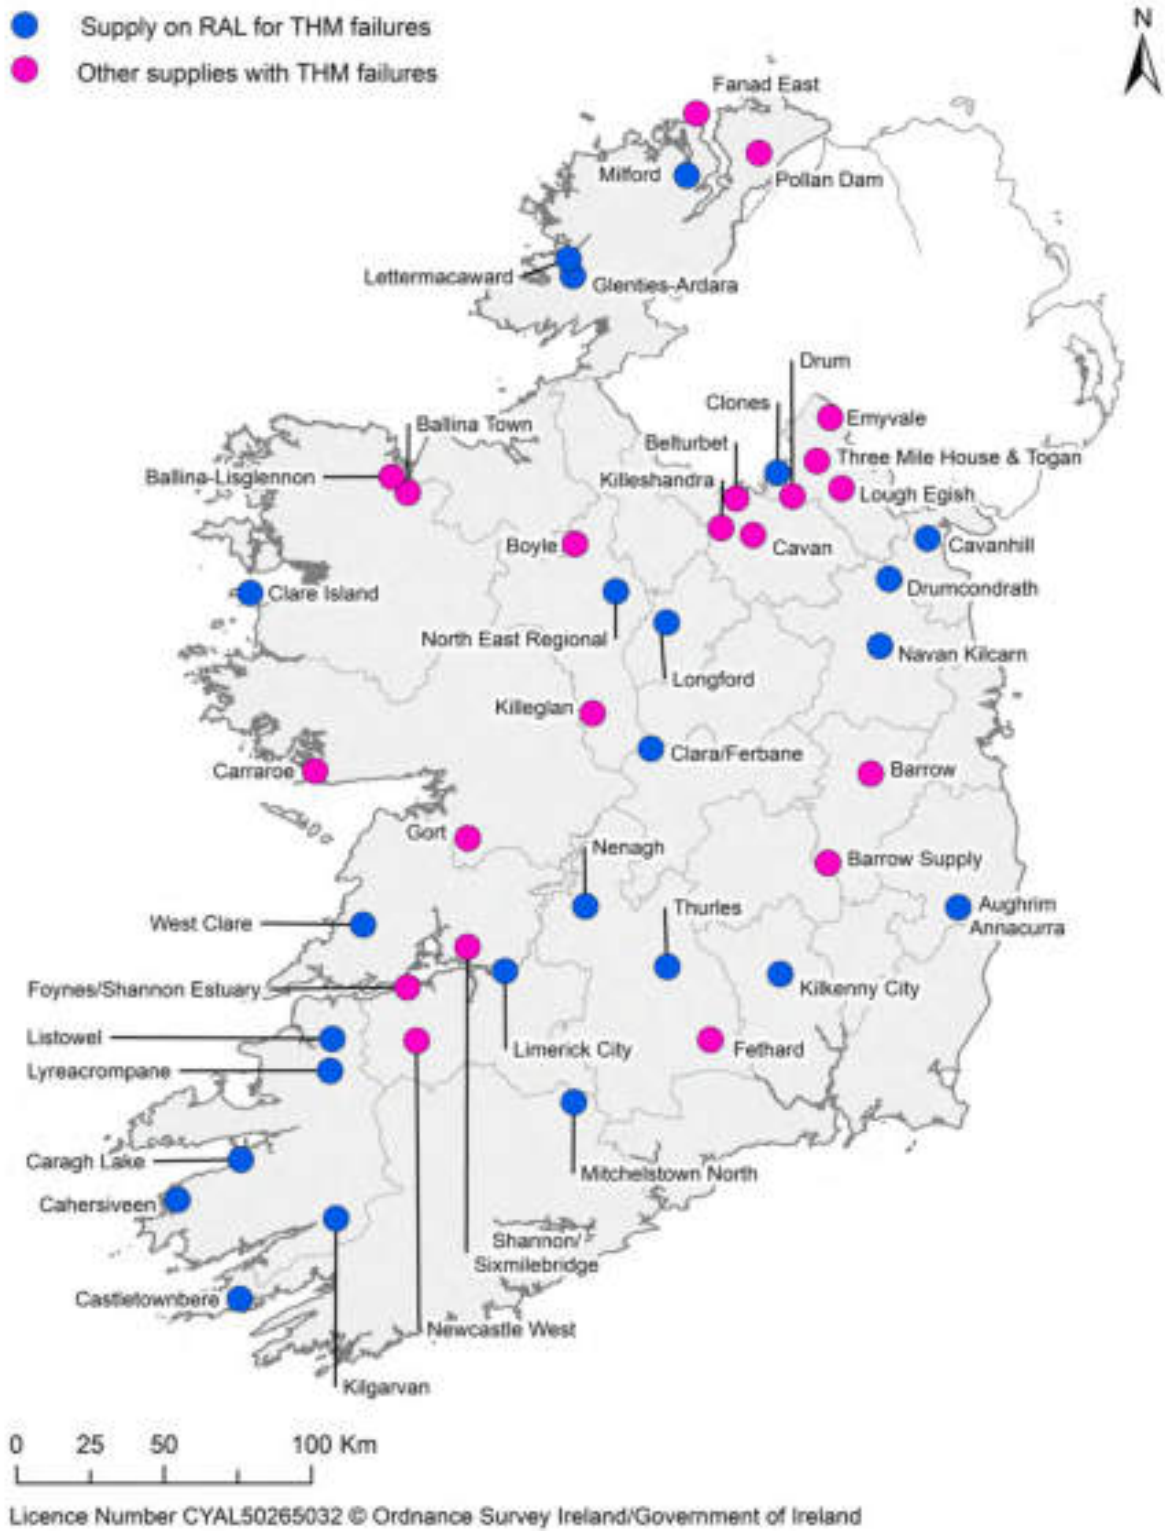 Supply on RAL for THM failures
Other supplies with THM failures
N
Fanad East
Milford
Pollan Dam
Lettermacaward
Glenties-Ardara
Drum
Clones
Emyvale
Ballina Town
Belturbet
Three Mile House & Togan
Ballina-Lisglennon
Killeshandra
Lough Egish
Boyle
Cavan
Cavanhill
Clare Island
Drumcondrath
North East Regional
Navan Kilcarn
Longford
Killeglan
Clara/Ferbane
Carraroe
Barrow
Gort
Nenagh
Barrow Supply
West Clare
Thurles
Aughrim
Annacurra
Foynes/Shannon Estuary
Kilkenny City
Listowel
Limerick City
Fethard
Lyreacrompane
Caragh Lake
Mitchelstown North
Cahersiveen
Shannon/
Sixmilebridge
Castletownbere
Newcastle West
Kilgarvan
0 25 50 100 Km
Licence Number CYAL50265032 © Ordnance Survey Ireland/Government of Ireland